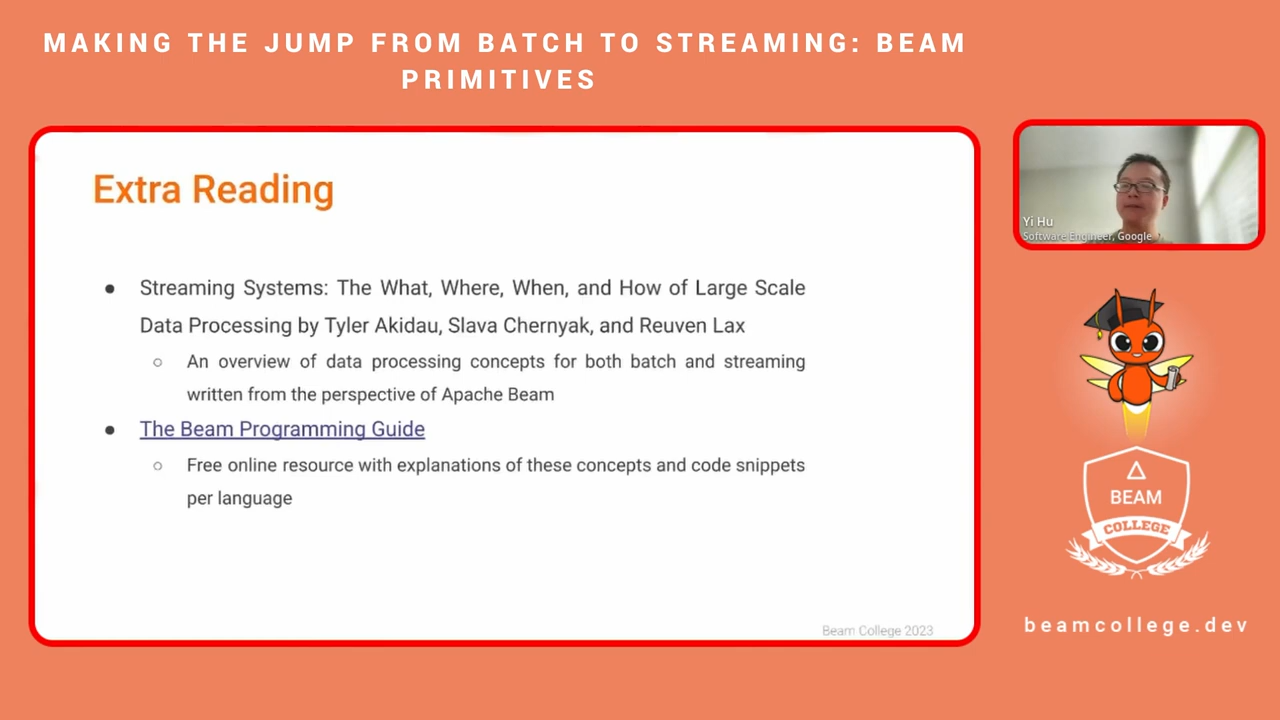 MAKING THE JUMP FROM BATCH TO STREAMING: BEAM
PRIMITIVES
Extra Reading
● Streaming Systems: The What, Where, When, and How of Large Scale
Data Processing by Tyler Akidau, Slava Chernyak, and Reuven Lax
○ An overview of data processing concepts for both batch and streaming
written from the perspective of Apache Beam
● The Beam Programming Guide
○ Free online resource with explanations of these concepts and code snippets
per language
Beam College 2023
Yi Hu
Software Engineer, Google
BEAM
COLLEGE
beamcollege.dev